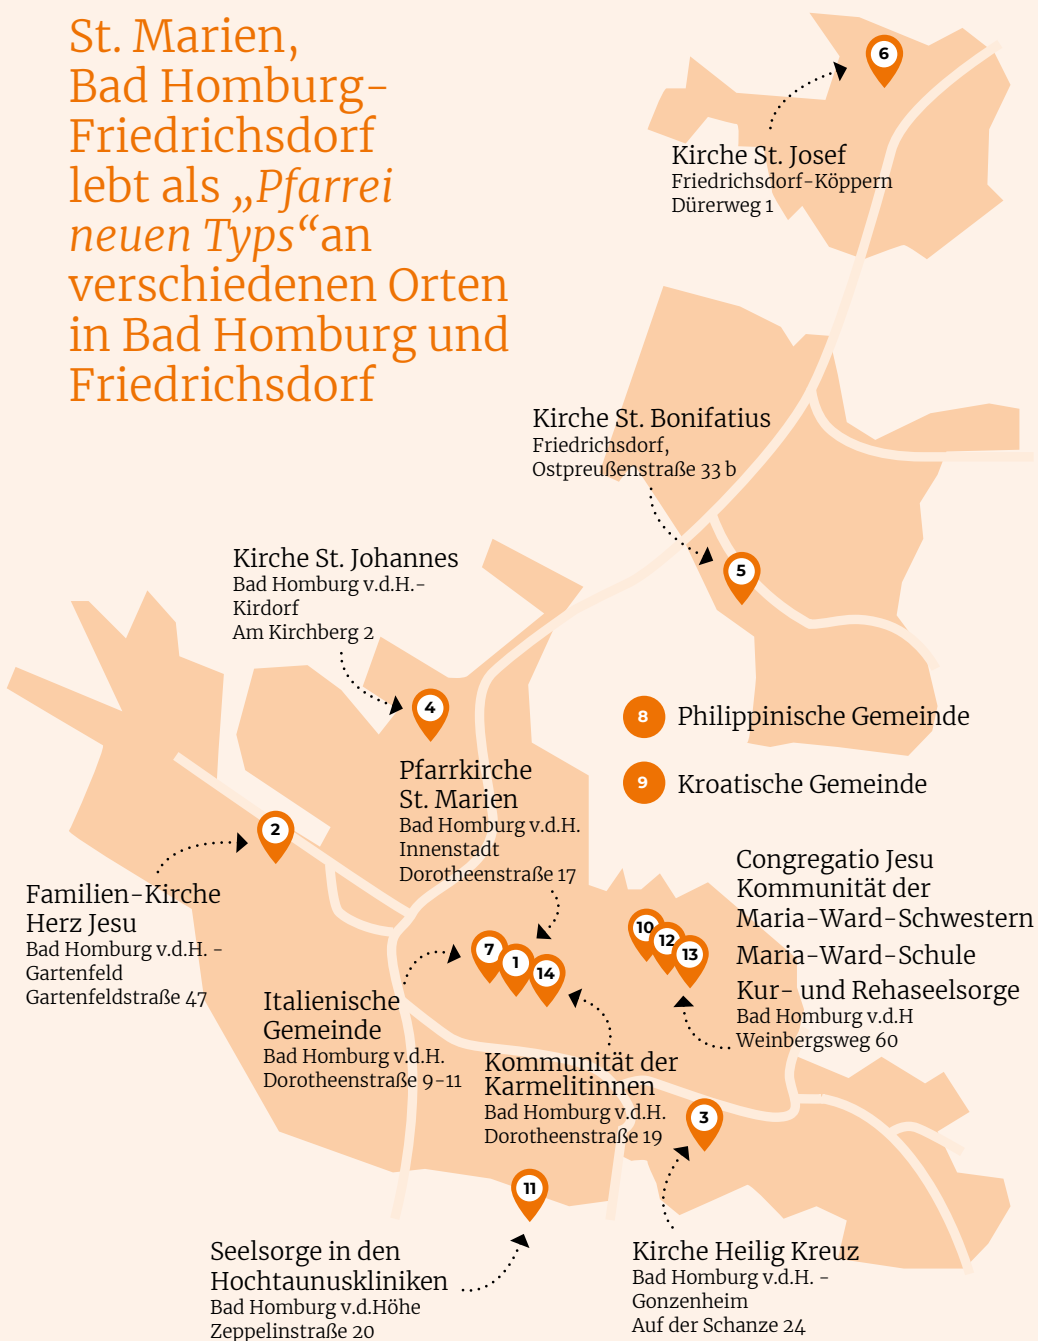 St. Marien,
Bad Homburg-
Friedrichsdorf
lebt als „Pfarrei
neuen Typs“an
verschiedenen Orten
in Bad Homburg und
Friedrichsdorf
6
Kirche St. Josef
Friedrichsdorf-Köppern
Dürerweg 1
Kirche St. Bonifatius
Friedrichsdorf,
Ostpreußenstraße 33 b
5
Kirche St. Johannes
Bad Homburg v.d.H.-
Kirdorf
Am Kirchberg 2
4
8 Philippinische Gemeinde
9 Kroatische Gemeinde
Pfarrkirche
St. Marien
Bad Homburg v.d.H.
Innenstadt
Dorotheenstraße 17
2
Familien-Kirche
Herz Jesu
Bad Homburg v.d.H. -
Gartenfeld
Gartenfeldstraße 47
Congregatio Jesu
Kommunität der
Maria-Ward-Schwestern
Maria-Ward-Schule
Kur- und Rehaseelsorge
Bad Homburg v.d.H
Weinbergsweg 60
10
12
13
7
1
14
Italienische
Gemeinde
Bad Homburg v.d.H.
Dorotheenstraße 9-11
Kommunität der
Karmelitinnen
Bad Homburg v.d.H.
Dorotheenstraße 19
3
11
Seelsorge in den
Hochtaunuskliniken
Bad Homburg v.d.Höhe
Zeppelinstraße 20
Kirche Heilig Kreuz
Bad Homburg v.d.H. -
Gonzenheim
Auf der Schanze 24